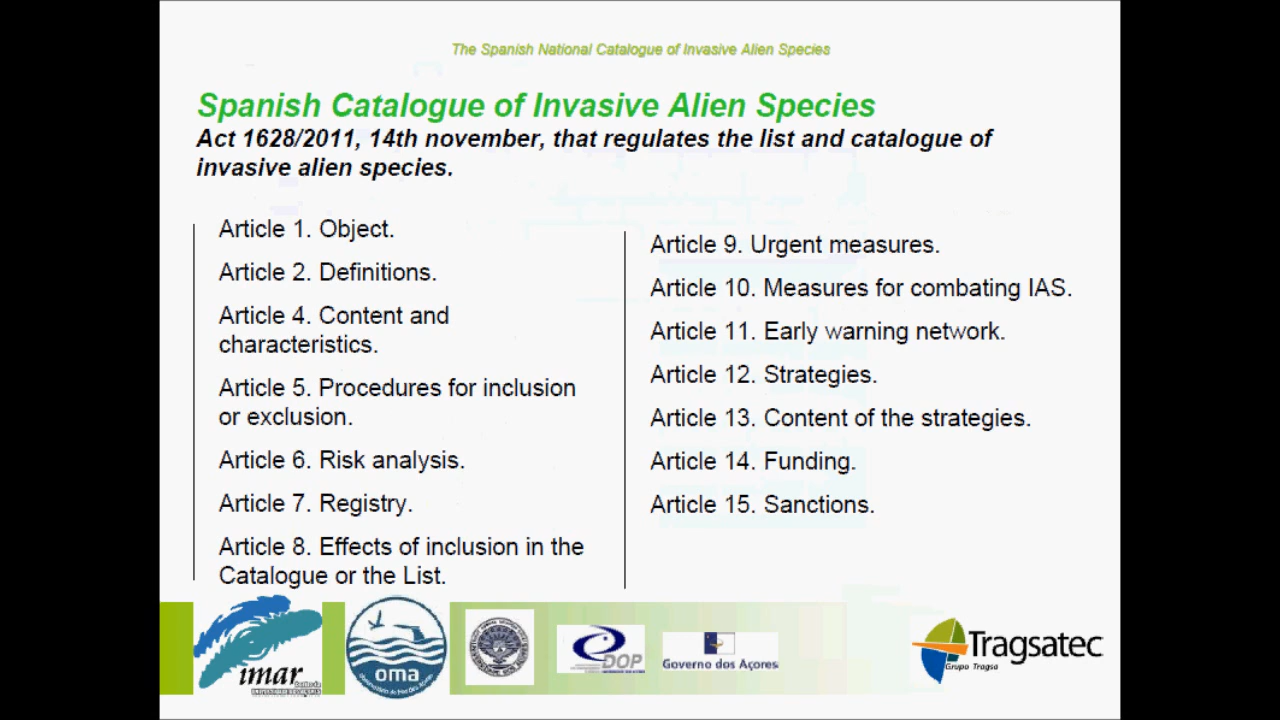 The Spanish National Catalogue of Invasive Alien Species
Spanish Catalogue of Invasive Alien Species
Act 1628/2011, 14th november, that regulates the list and catalogue of
invasive alien species.
Article 1. Object.
Article 2. Definitions.
Article 4. Content and
characteristics.
Article 5. Procedures for inclusion
or exclusion.
Article 6. Risk analysis.
Article 7. Registry.
Article 8. Effects of inclusion in the
Catalogue or the List.
Article 9. Urgent measures.
Article 10. Measures for combating IAS.
Article 11. Early warning network.
Article 12. Strategies.
Article 13. Content of the strategies.
Article 14. Funding.
Article 15. Sanctions.
imar
oma
DOP
Governo dos Açores
Tragsatec
Grupo Tragsa